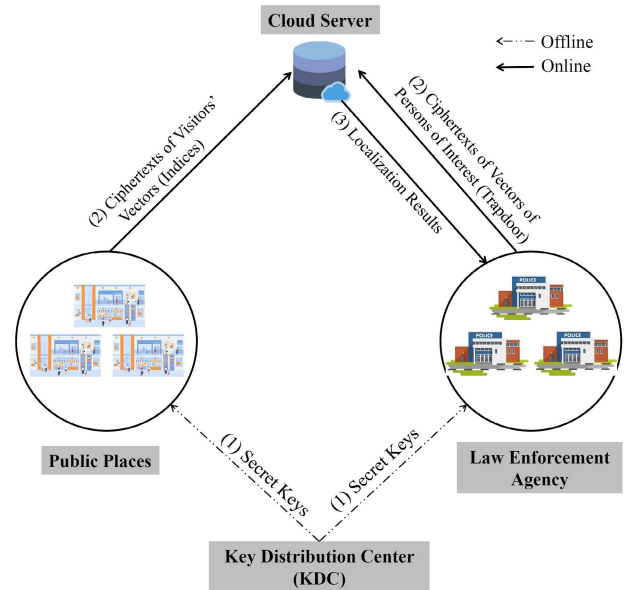 Cloud Server
Offline
Online
(2) Ciphertexts of Visitors'
Vectors (Indices)
(2) Ciphertexts of Vectors of
Persons of Interest (Trapdoor)
(3) Localization Results
POLICE
POLICE
POLICE
Public Places
Law Enforcement
Agency
(1) Secret Keys
(1) Secret Keys
Key Distribution Center
(KDC)